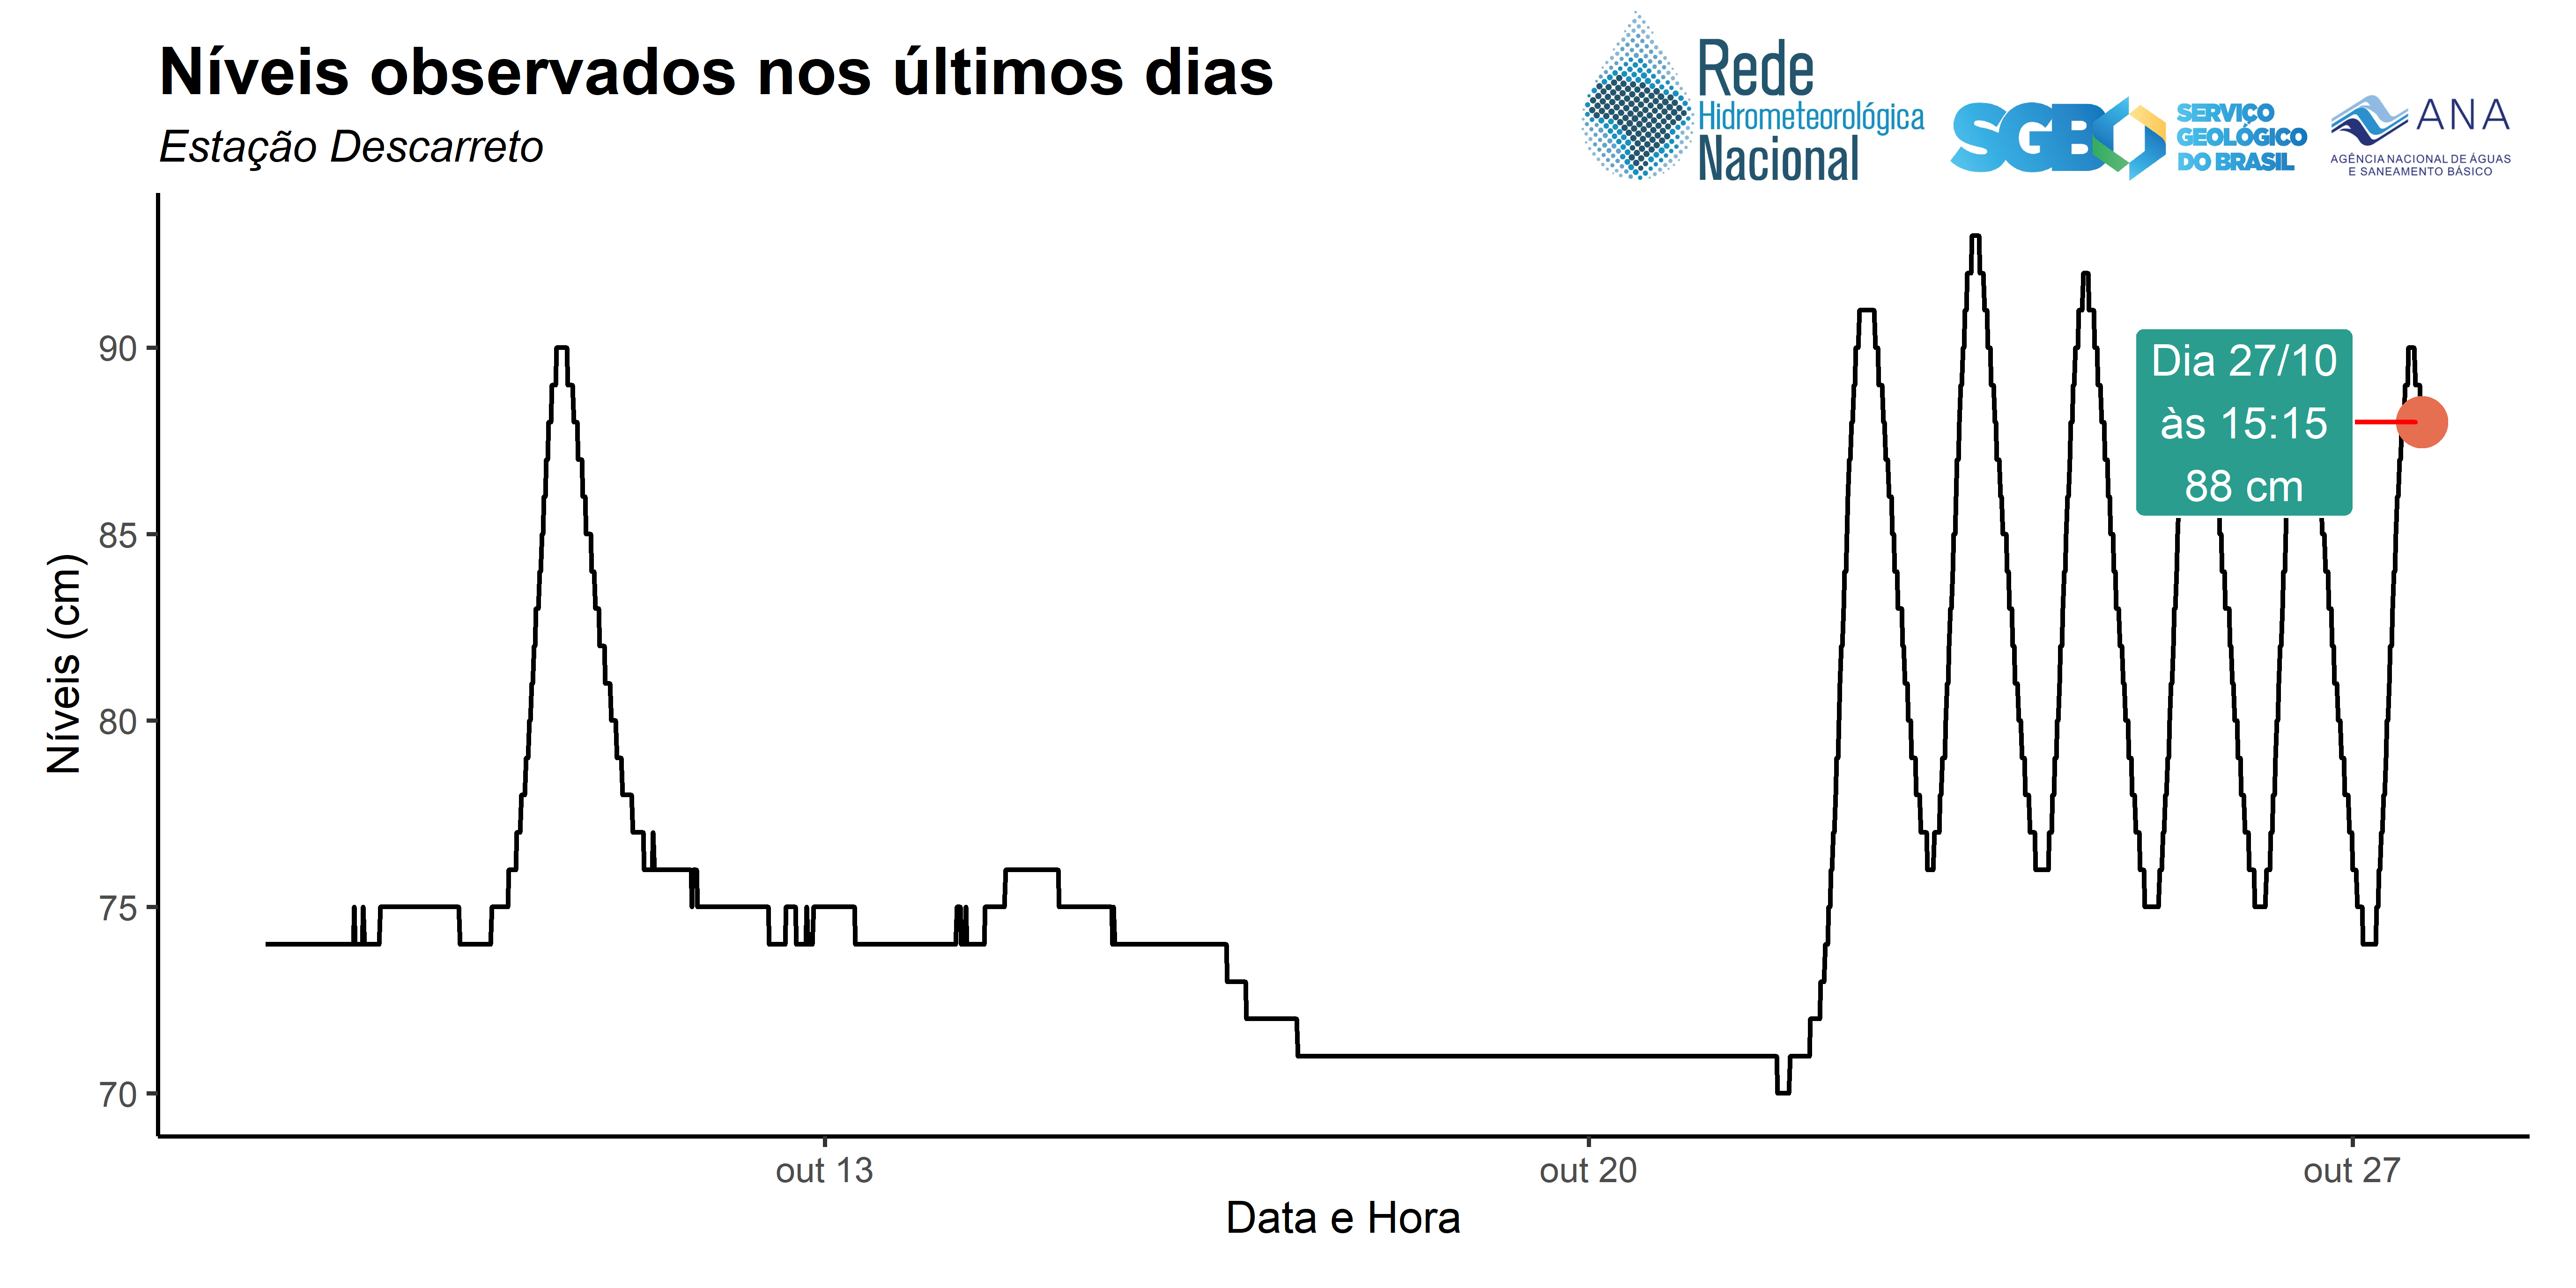 Níveis observados nos últimos dias
Estação Descarreto
Rede
Hidrometeorológica
Nacional
SGB
SERVIÇO
GEOLÓGICO
DO BRASIL
ANA
AGÊNCIA NACIONAL DE ÁGUAS
E SANEAMENTO BÁSICO
Níveis (cm)
90
85
80
75
70
Dia 27/10
às 15:15
88 cm
out 13
out 20
out 27
Data e Hora